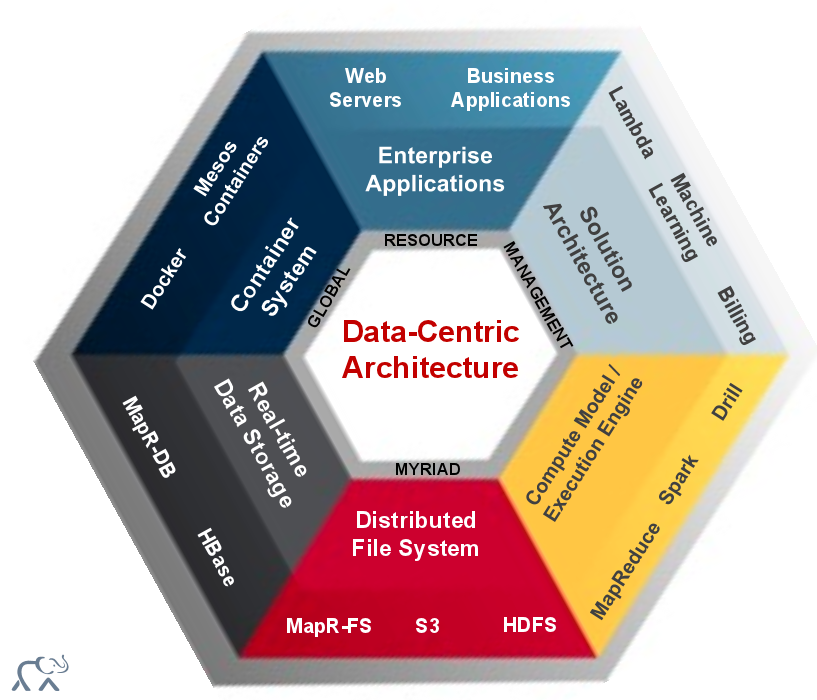 Web
Servers
Business
Applications
Enterprise
Applications
Lambda
Machine
Learning
Billing
Solution
Architecture
Mesos
Containers
Docker
Container
System
GLOBAL
RESOURCE
MANAGEMENT
Data-Centric
Architecture
MapR-DB
HBase
Real-time
Data Storage
Compute Model /
Execution Engine
Drill
Spark
MapReduce
MYRIAD
Distributed
File System
MapR-FS
S3
HDFS